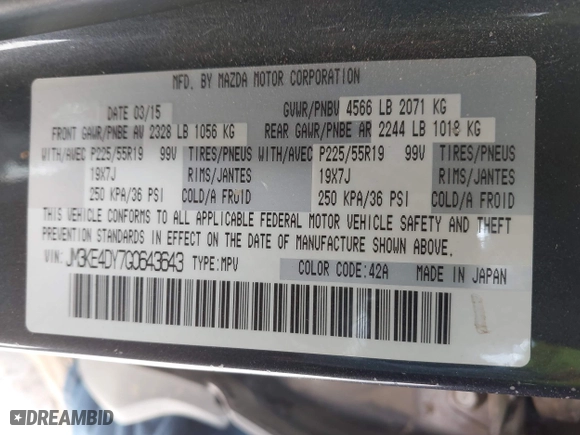 MFD. BY MAZDA MOTOR CORPORATION
DATE 03/15 GVWR/PNBV 4566 LB 2071 KG
FRONT GAWR/PNBE AV 2328 LB 1056 KG REAR GAWR/PNBE AR 2244 LB 1018 KG
WITH/AVEC P225/55R19 99V TIRES/PNEUS WITH/AVEC P225/55R19 99V TIRES/PNEUS
19X7J RIMS/JANTES 19X7J RIMS/JANTES
250 KPA/36 PSI COLD/A FROID 250 KPA/36 PSI COLD/A FROID
THIS VEHICLE CONFORMS TO ALL APPLICABLE FEDERAL MOTOR VEHICLE SAFETY AND THEFT
PREVENTION STANDARDS IN EFFECT ON THE DATE OF MANUFACTURE SHOWN ABOVE.
VIN: JM3KE4DY7G0643643 TYPE:MPV COLOR CODE:42A MADE IN JAPAN
DREAMBID